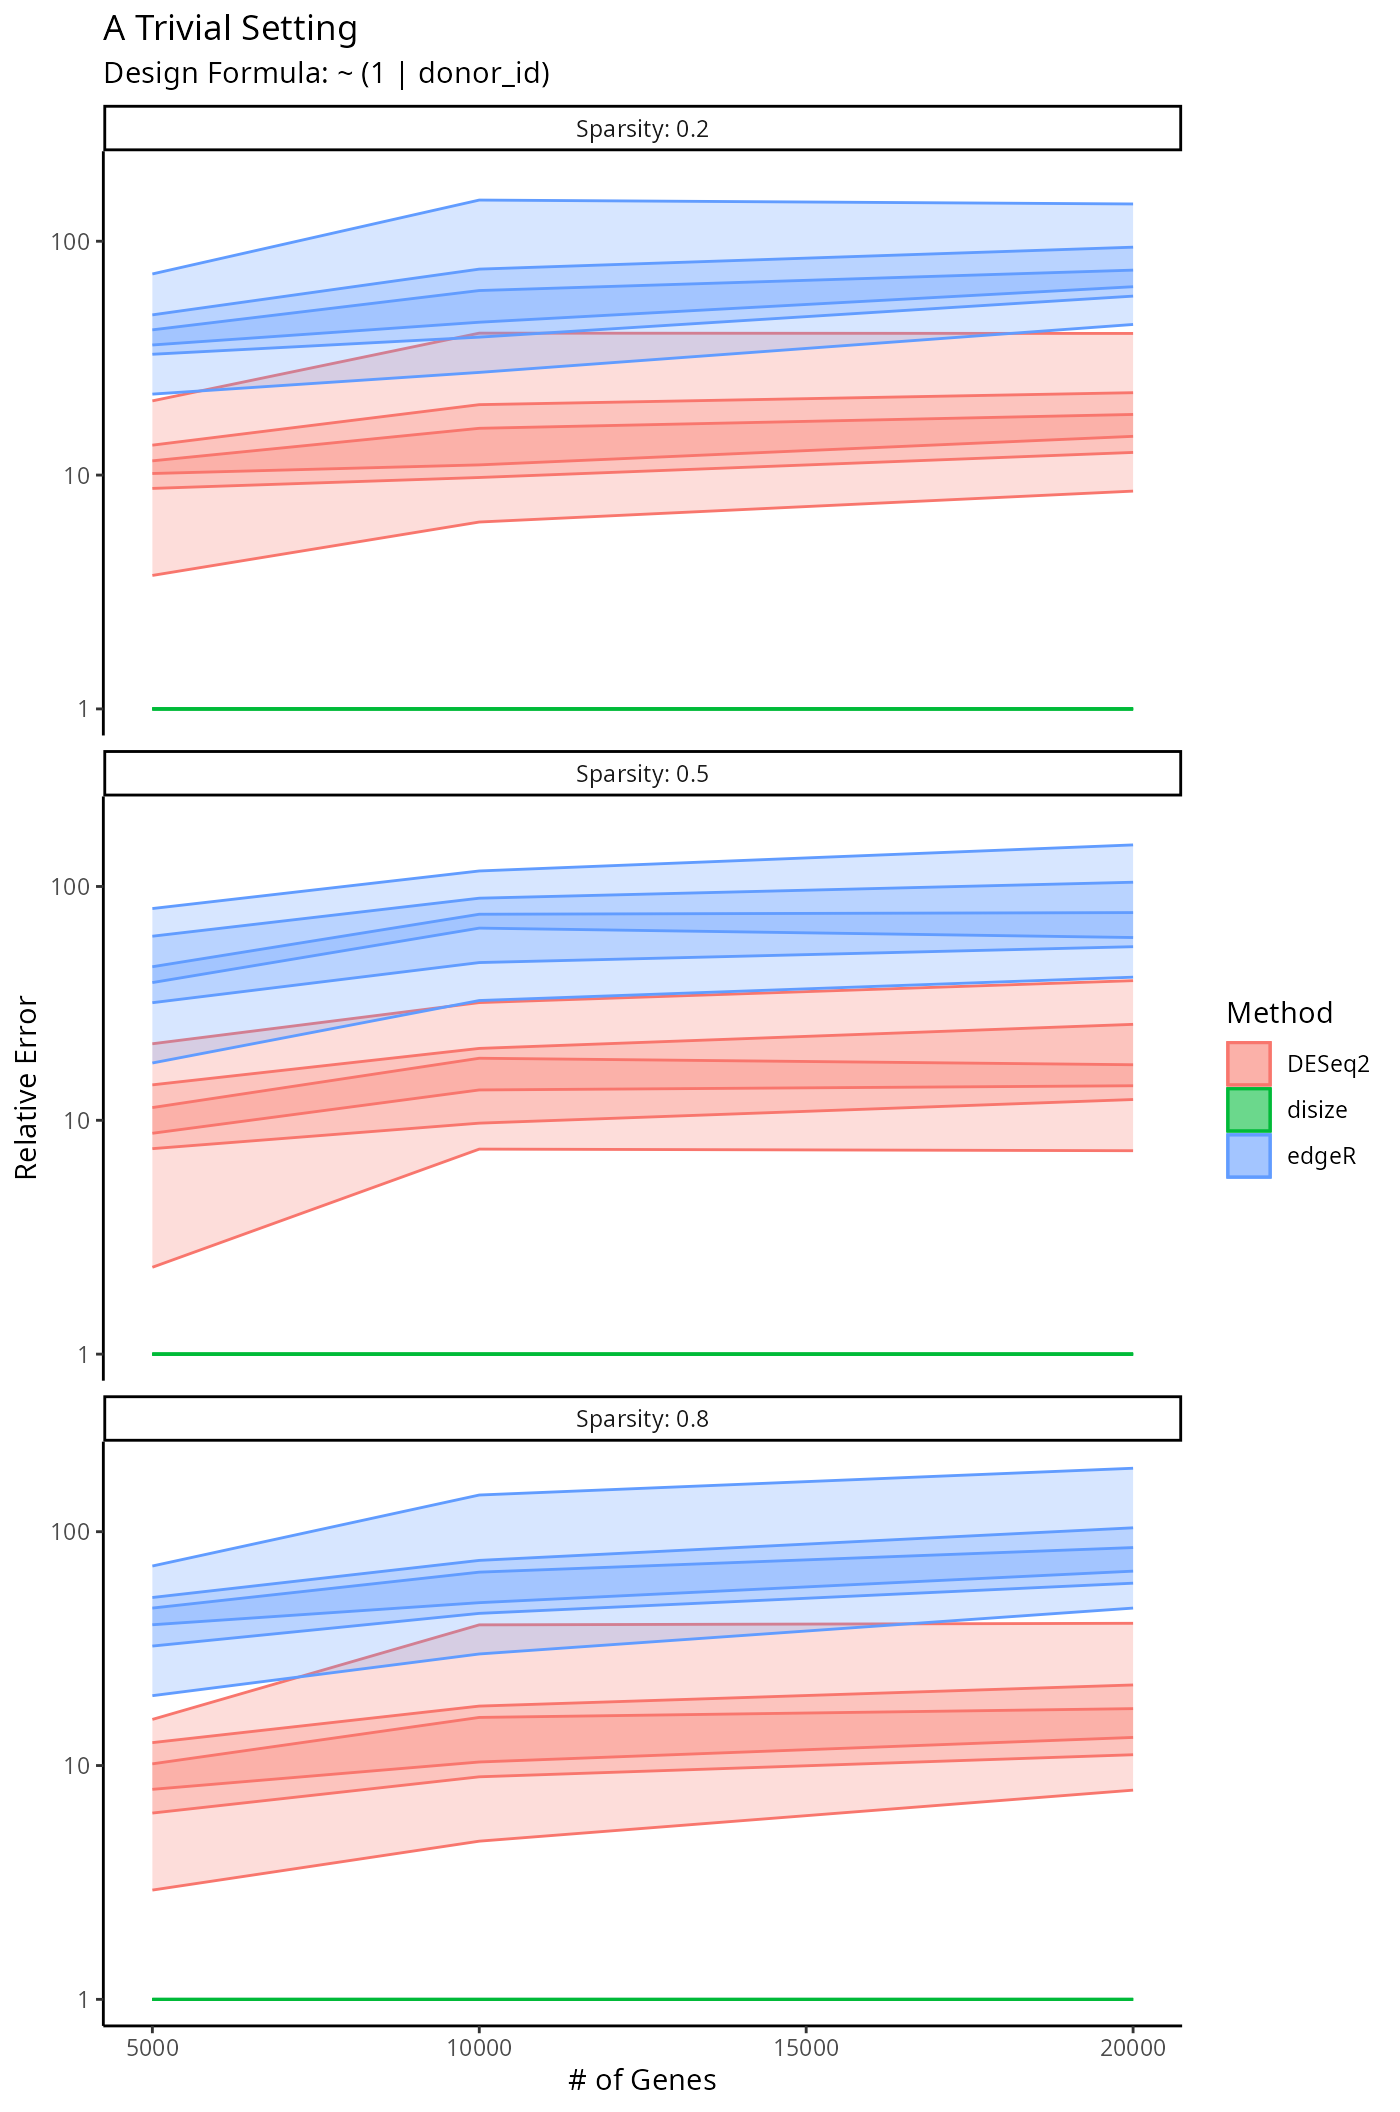 A Trivial Setting
Design Formula: ~ (1 | donor_id)
Sparsity: 0.2
100
10
1
Sparsity: 0.5
100
10
1
Sparsity: 0.8
100
10
1
5000 10000 15000 20000
# of Genes
Relative Error
Method
DESeq2
disize
edgeR